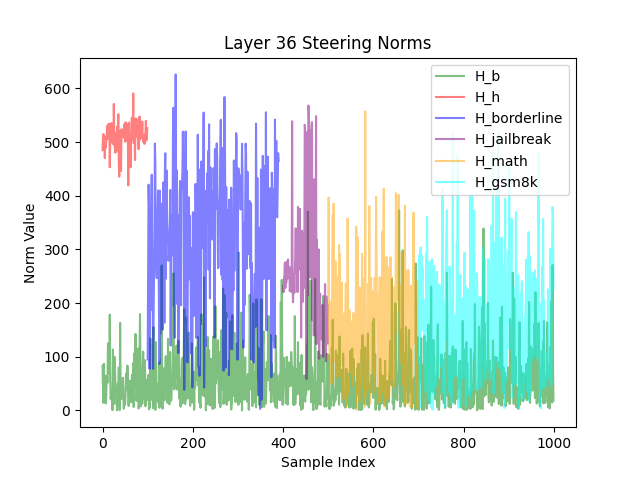 Layer 36 Steering Norms
H_b
H_h
H_borderline
H_jailbreak
H_math
H_gsm8k
Norm Value
600
500
400
300
200
100
0
0 200 400 600 800 1000
Sample Index